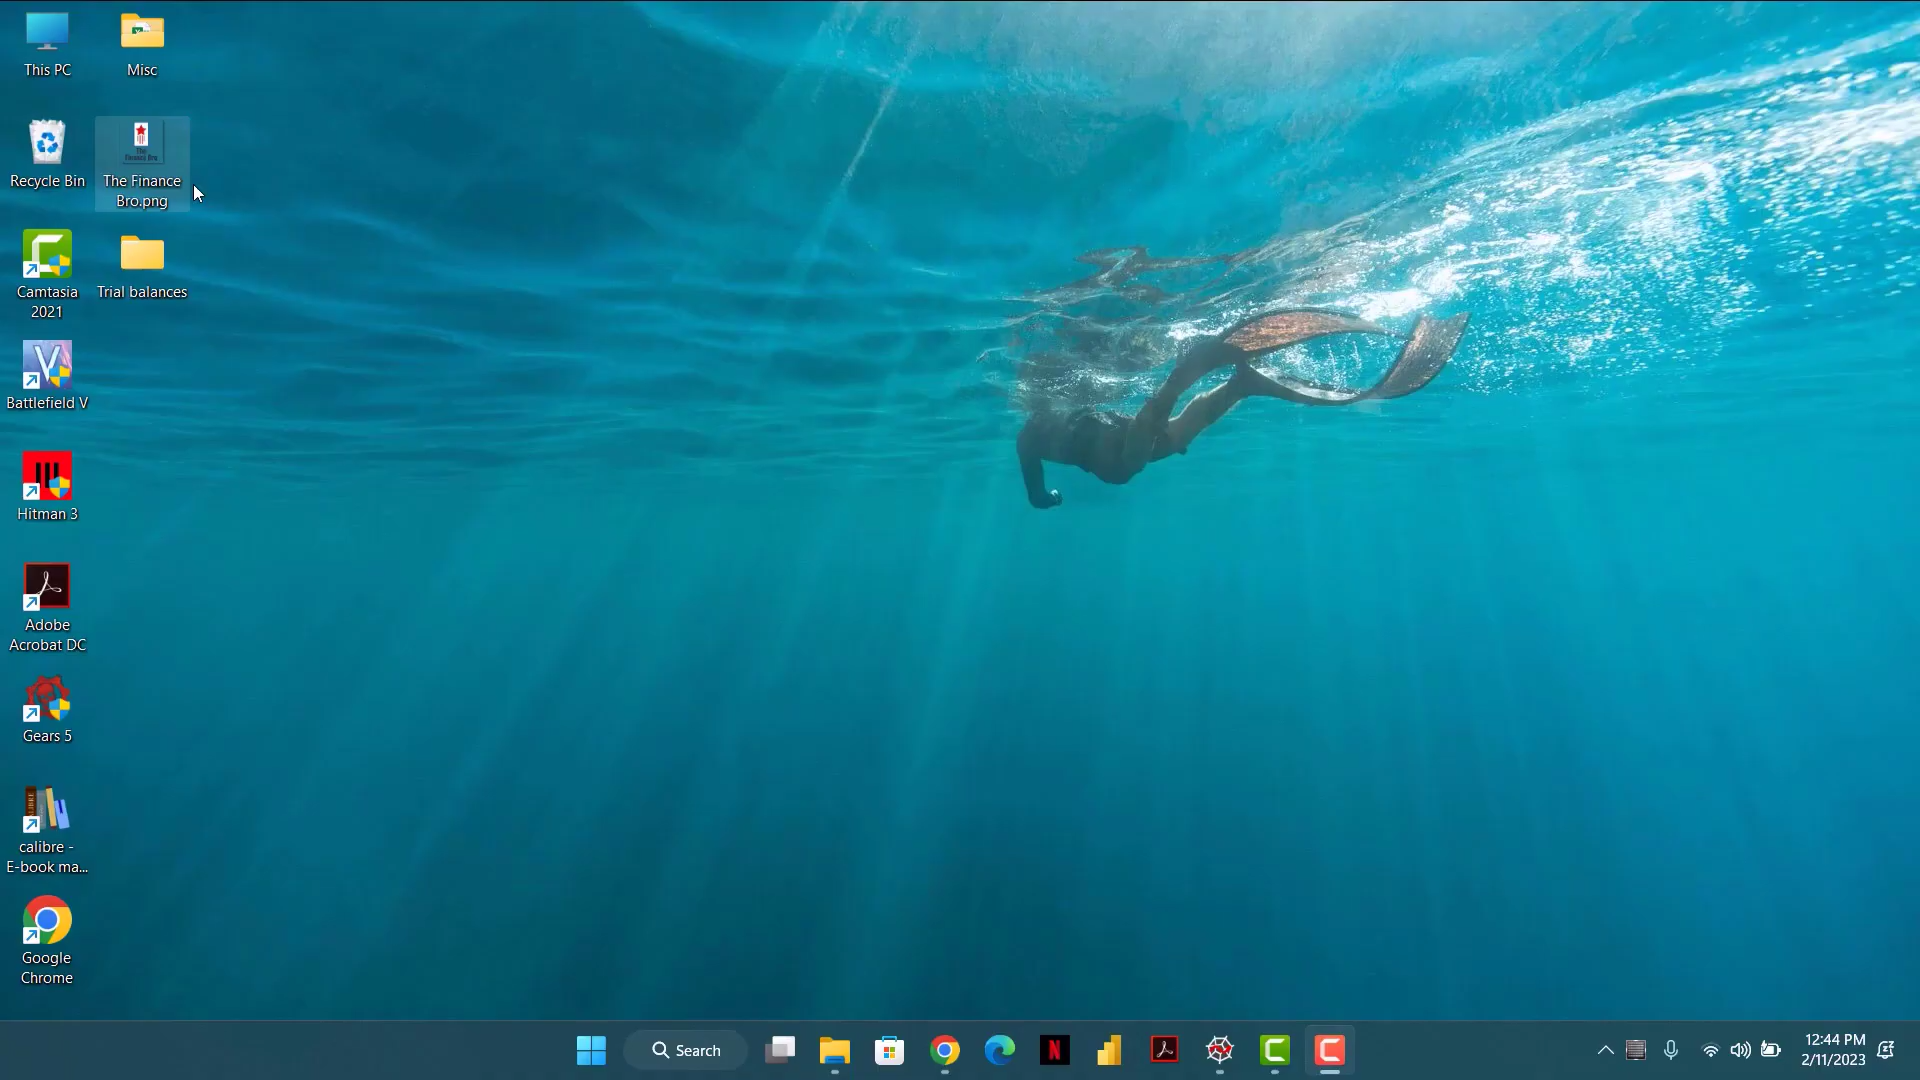 This PC
Misc
Recycle Bin
The Finance
Bro.png
Camtasia
2021
Trial balances
Battlefield V
Hitman 3
Adobe
Acrobat DC
Gears 5
calibre -
E-book ma...
Google
Chrome
Search
12:44 PM
2/11/2023